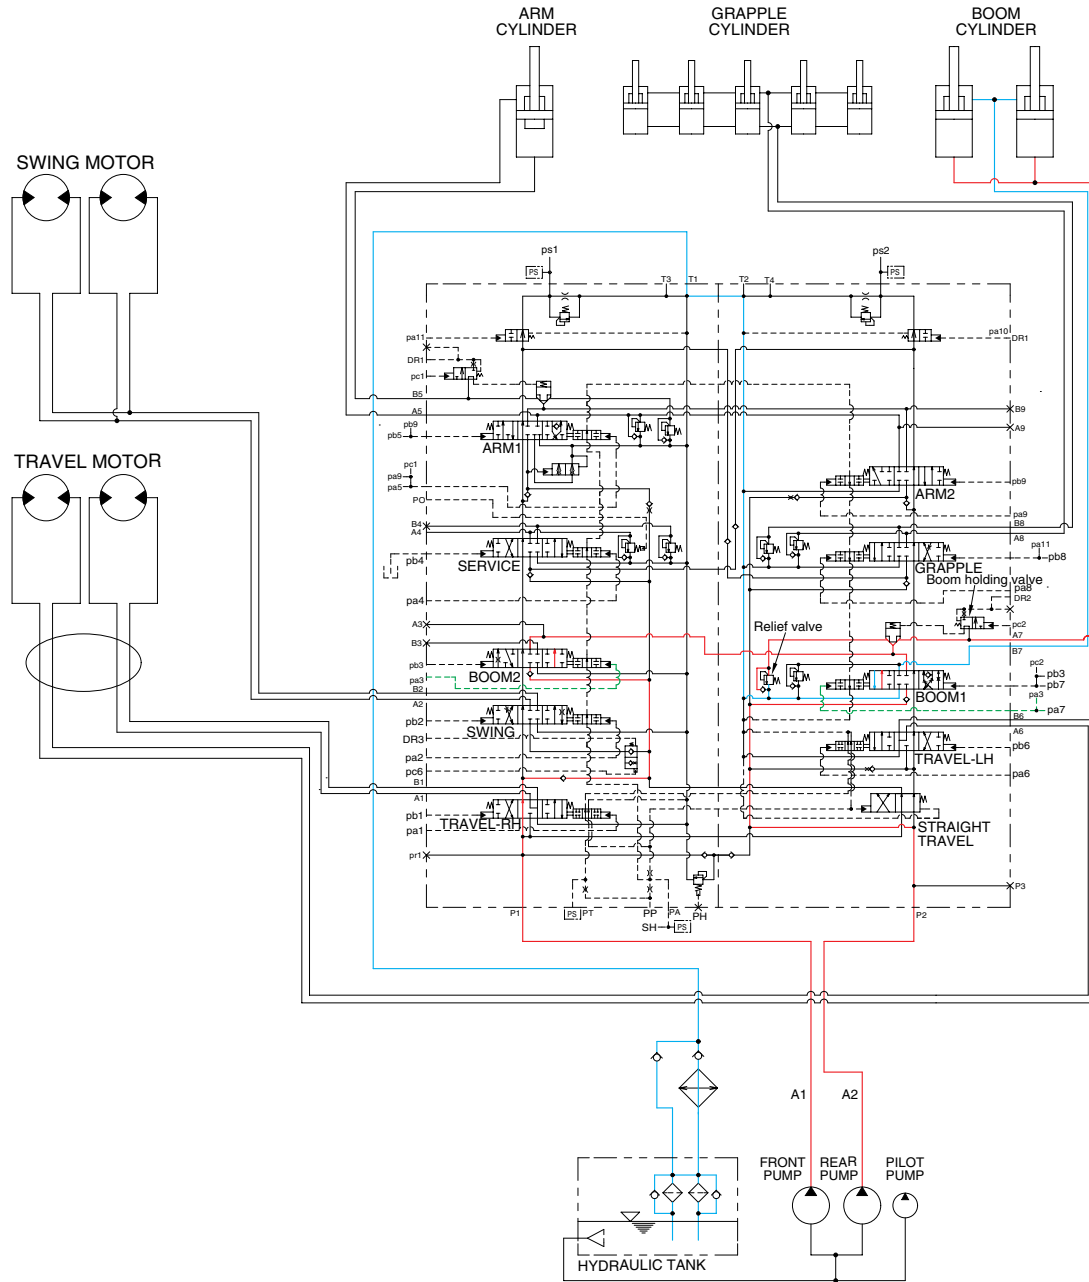 ARM
CYLINDER
GRAPPLE
CYLINDER
BOOM
CYLINDER
SWING MOTOR
TRAVEL MOTOR
ps1
PS
ps2
PS
T3
T1
T2
T4
pa11
DR1
pc1
B5
A5
pb9
pb5
ARM1
pc1
pa9
pa5
PO
B4
A4
pb4
SERVICE
pa4
A3
B3
pb3
BOOM2
pa3
B2
A2
pb2
SWING
DR3
pa2
pc6
B1
A1
pb1
TRAVEL-RH
pa1
pr1
pa10
DR1
B9
A9
pb9
ARM2
pa9
B8
A8
pa11
pb8
GRAPPLE
Boom holding valve
pa8
DR2
pc2
Relief valve
A7
B7
pc2
pb3
pb7
BOOM1
pa3
pa7
B6
A6
pb6
TRAVEL-LH
pa6
STRAIGHT
TRAVEL
P3
P1
PS
PT
PP
PA
PH
P2
SH
PS
A1
A2
FRONT
PUMP
REAR
PUMP
PILOT
PUMP
HYDRAULIC TANK